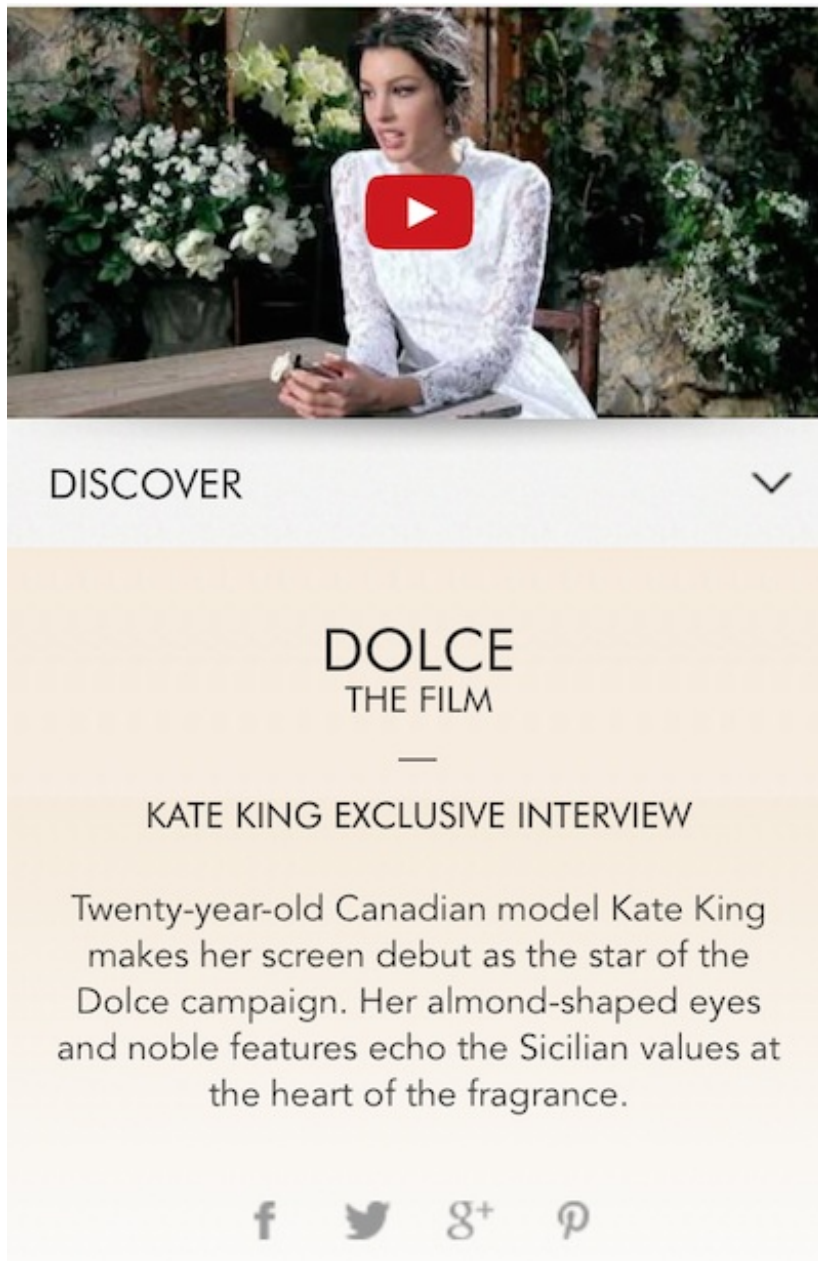 DISCOVER
DOLCE
THE FILM
KATE KING EXCLUSIVE INTERVIEW
Twenty-year-old Canadian model Kate King
makes her screen debut as the star of the
Dolce campaign. Her almond-shaped eyes
and noble features echo the Sicilian values at
the heart of the fragrance.